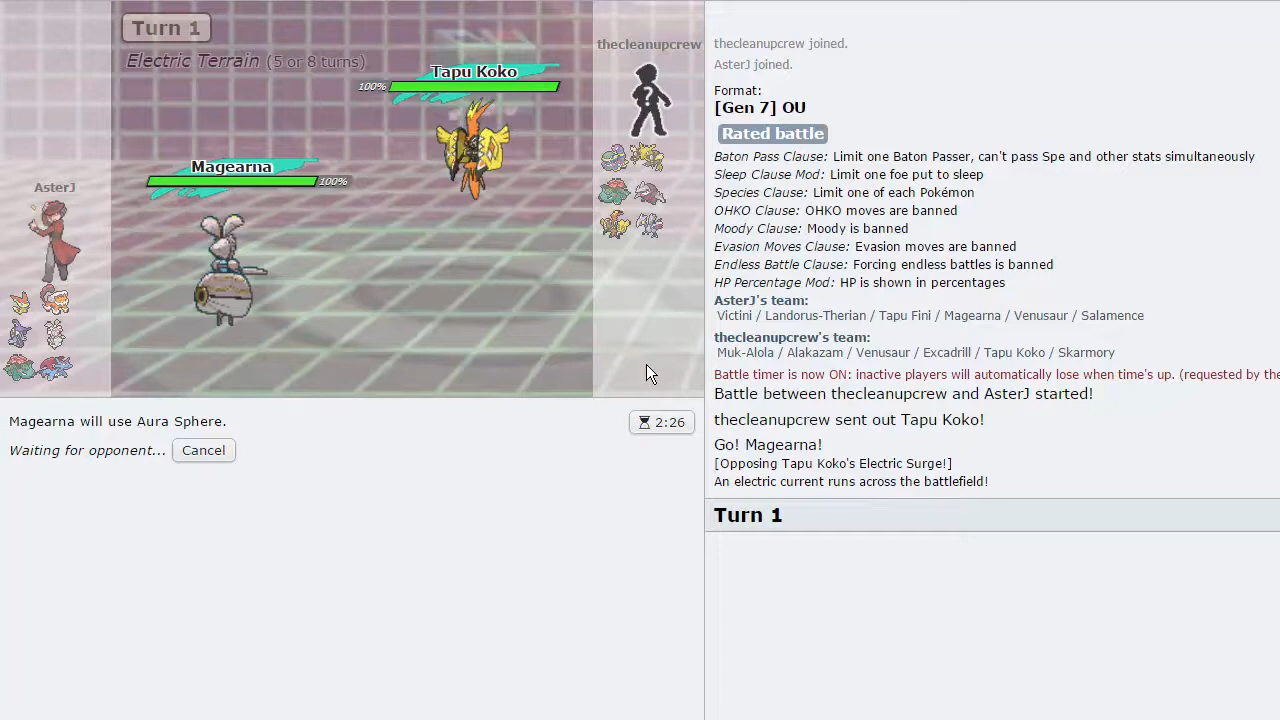 Turn 1
Electric Terrain (5 or 8 turns)
Tapu Koko
100%
Magearna
100%
AsterJ
thecleanupcrew
?
Magearna will use Aura Sphere.
2:26
Waiting for opponent... Cancel
thecleanupcrew joined.
AsterJ joined.
Format:
[Gen 7] OU
Rated battle
Baton Pass Clause: Limit one Baton Passer, can't pass Spe and other stats simultaneously
Sleep Clause Mod: Limit one foe put to sleep
Species Clause: Limit one of each Pokémon
OHKO Clause: OHKO moves are banned
Moody Clause: Moody is banned
Evasion Moves Clause: Evasion moves are banned
Endless Battle Clause: Forcing endless battles is banned
HP Percentage Mod: HP is shown in percentages
AsterJ's team:
Victini / Landorus-Therian / Tapu Fini / Magearna / Venusaur / Salamence
thecleanupcrew's team:
Muk-Alola / Alakazam / Venusaur / Excadrill / Tapu Koko / Skarmory
Battle timer is now ON: inactive players will automatically lose when time's up. (requested by the
Battle between thecleanupcrew and AsterJ started!
thecleanupcrew sent out Tapu Koko!
Go! Magearna!
[Opposing Tapu Koko's Electric Surge!]
An electric current runs across the battlefield!
Turn 1